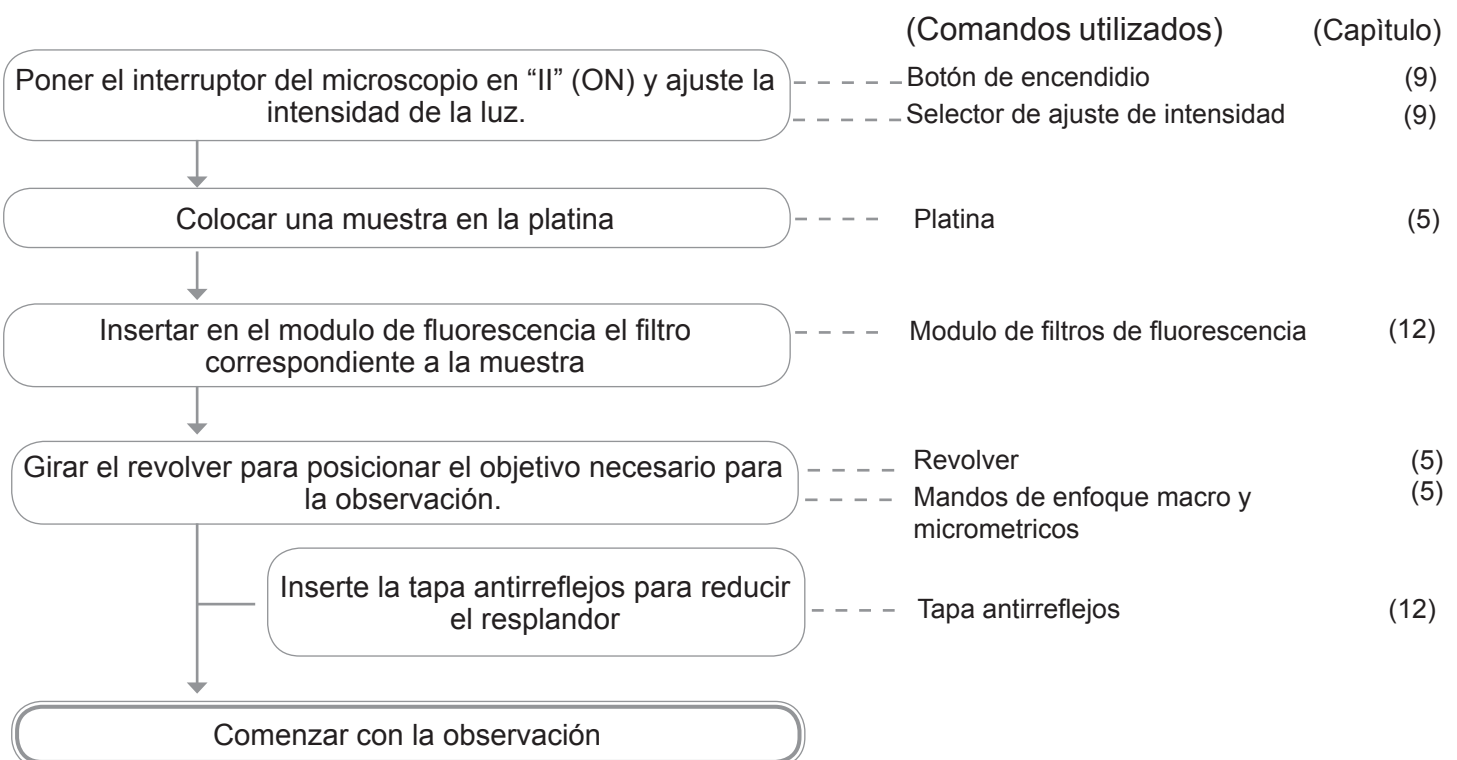 (Comandos utilizados) (Capìtulo)
Poner el interruptor del microscopio en “II” (ON) y ajuste la
intensidad de la luz.
Botón de encendidio (9)
Selector de ajuste de intensidad (9)
Colocar una muestra en la platina
Platina (5)
Insertar en el modulo de fluorescencia el filtro
correspondiente a la muestra
Modulo de filtros de fluorescencia (12)
Girar el revolver para posicionar el objetivo necesario para
la observación.
Revolver (5)
Mandos de enfoque macro y (5)
micrometricos
Inserte la tapa antirreflejos para reducir
el resplandor
Tapa antirreflejos (12)
Comenzar con la observación